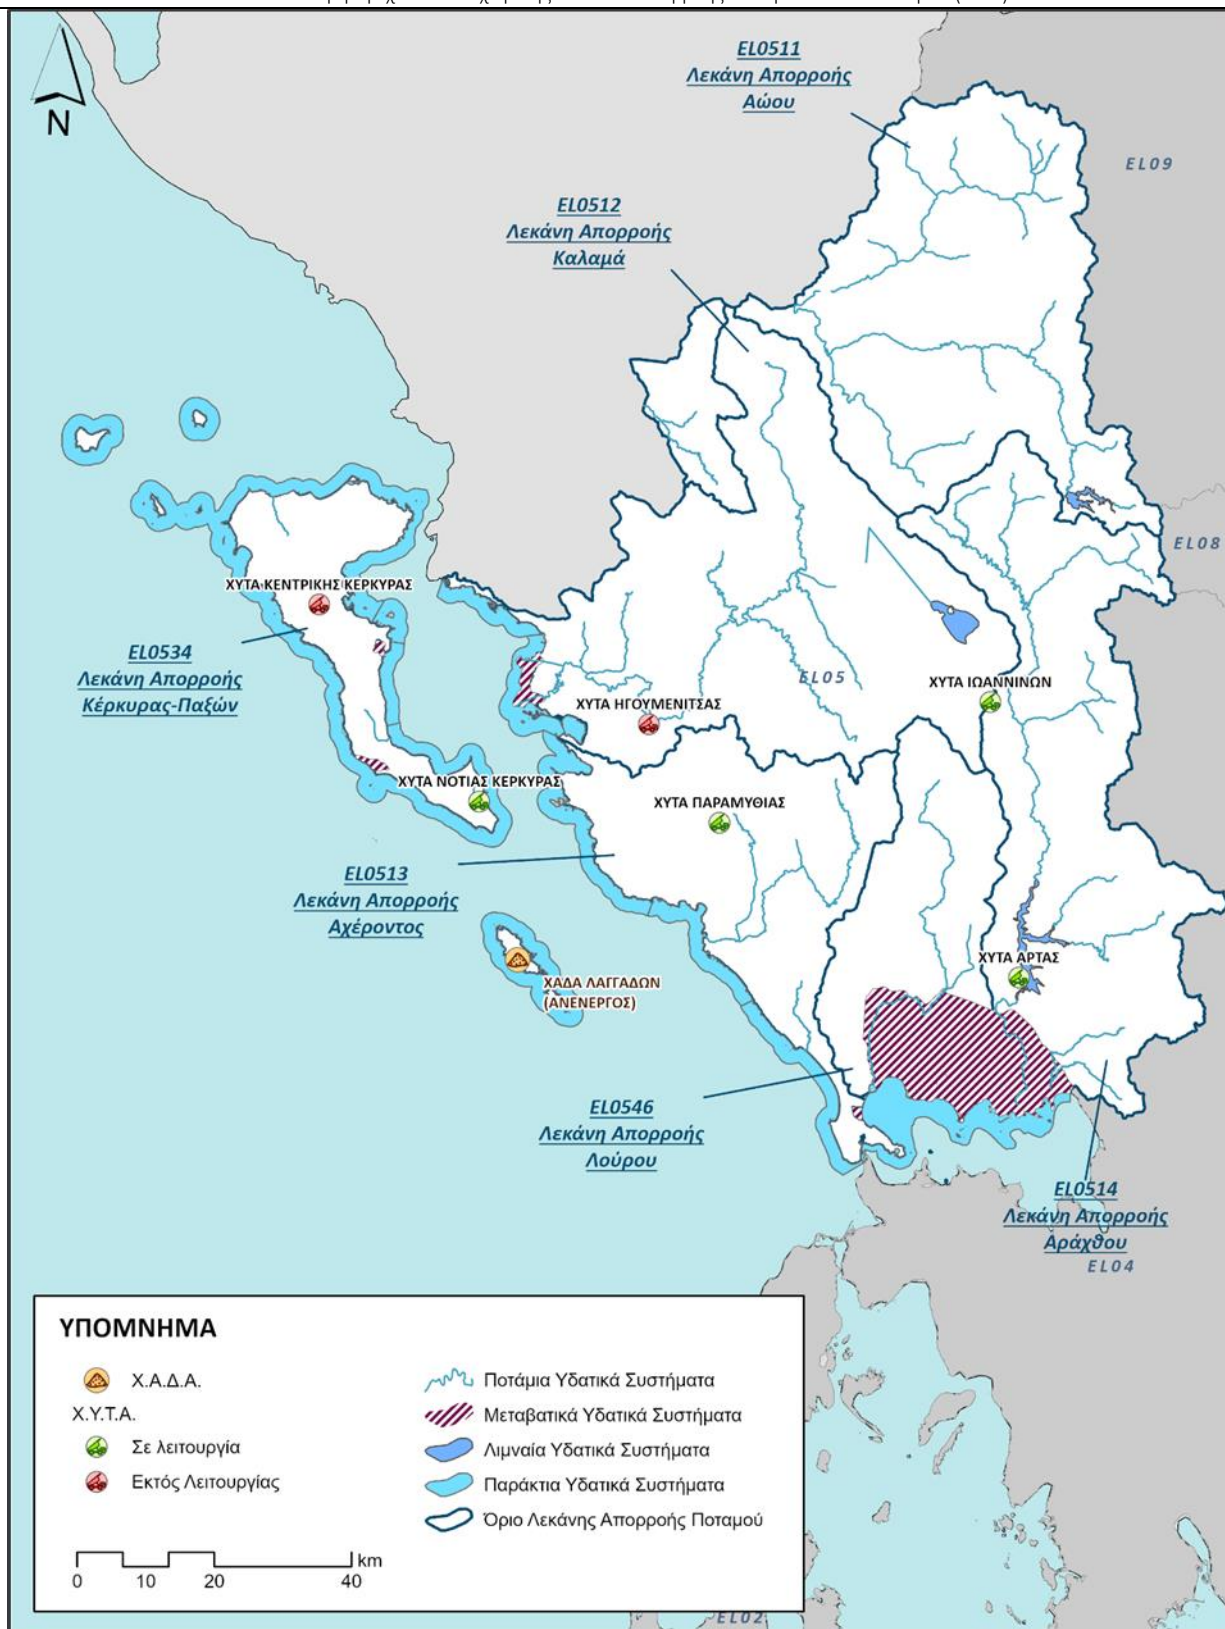 N
EL0511
Λεκάνη Απορροής
Αώου
EL09
EL0512
Λεκάνη Απορροής
Καλαμά
EL08
ΧΥΤΑ ΚΕΝΤΡΙΚΗΣ ΚΕΡΚΥΡΑΣ
EL0534
Λεκάνη Απορροής
Κέρκυρας-Παξών
EL05
ΧΥΤΑ ΙΩΑΝΝΙΝΩΝ
ΧΥΤΑ ΗΓΟΥΜΕΝΙΤΣΑΣ
ΧΥΤΑ ΝΟΤΙΑΣ ΚΕΡΚΥΡΑΣ
ΧΥΤΑ ΠΑΡΑΜΥΘΙΑΣ
EL0513
Λεκάνη Απορροής
Αχέροντος
ΧΥΤΑ ΑΡΤΑΣ
ΧΑΔΑ ΛΑΓΓΑΔΩΝ
(ΑΝΕΝΕΡΓΟΣ)
EL0546
Λεκάνη Απορροής
Λούρου
EL0514
Λεκάνη Απορροής
Αράχθου
EL04
ΥΠΟΜΝΗΜΑ
Χ.Α.Δ.Α.
Χ.Υ.Τ.Α.
Σε λειτουργία
Εκτός Λειτουργίας
Ποτάμια Υδατικά Συστήματα
Μεταβατικά Υδατικά Συστήματα
Λιμναία Υδατικά Συστήματα
Παράκτια Υδατικά Συστήματα
Όριο Λεκάνης Απορροής Ποταμού
km
0 10 20 40
EL02